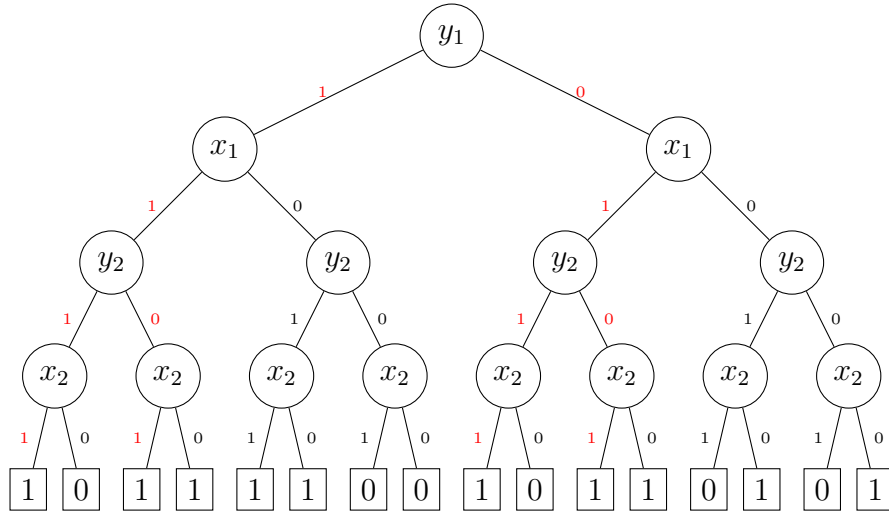 y₁
1 0
x₁ x₁
1 0 1 0
y₂ y₂ y₂ y₂
1 0 1 0 1 0 1 0
x₂ x₂ x₂ x₂ x₂ x₂ x₂ x₂
1 0 1 0 1 0 1 0 1 0 1 0 1 0 1 0
1 0 1 1 1 1 0 0 1 0 1 1 0 1 0 1